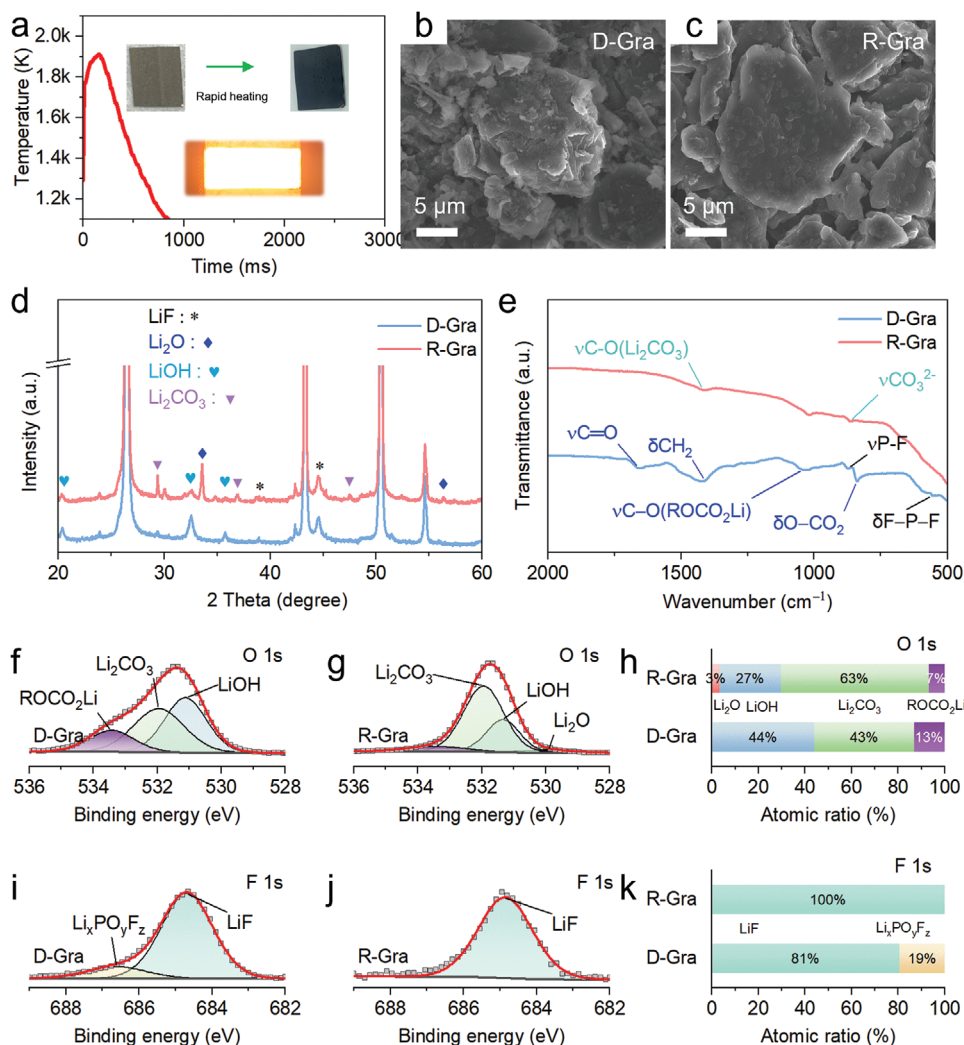 a
Temperature (K)
2.0k
1.8k
1.6k
1.4k
1.2k
Rapid heating
0 1000 2000 3000
Time (ms)
b
D-Gra
5 μm
c
R-Gra
5 μm
d
Intensity (a.u.)
LiF : *
Li₂O : ♦
LiOH : ♥
Li₂CO₃ : ▼
D-Gra
R-Gra
20 30 40 50 60
2 Theta (degree)
e
Transmittance (a.u.)
D-Gra
R-Gra
νC-O(Li₂CO₃)
νCO₃²⁻
νC=O
δCH₂
νP-F
νC–O(ROCO₂Li)
δO–CO₂
δF–P–F
2000 1500 1000 500
Wavenumber (cm⁻¹)
f
O 1s
Li₂CO₃
LiOH
ROCO₂Li
D-Gra
536 534 532 530 528
Binding energy (eV)
g
O 1s
Li₂CO₃
LiOH
Li₂O
R-Gra
536 534 532 530 528
Binding energy (eV)
h
O 1s
R-Gra
3% 27% 63% 7%
Li₂O LiOH Li₂CO₃ ROCO₂Li
D-Gra
44% 43% 13%
0 20 40 60 80 100
Atomic ratio (%)
i
F 1s
LiₓPOᵧF_z
LiF
D-Gra
688 686 684 682
Binding energy (eV)
j
F 1s
LiF
R-Gra
688 686 684 682
Binding energy (eV)
k
F 1s
R-Gra
100%
LiF LiₓPOᵧF_z
D-Gra
81% 19%
0 20 40 60 80 100
Atomic ratio (%)